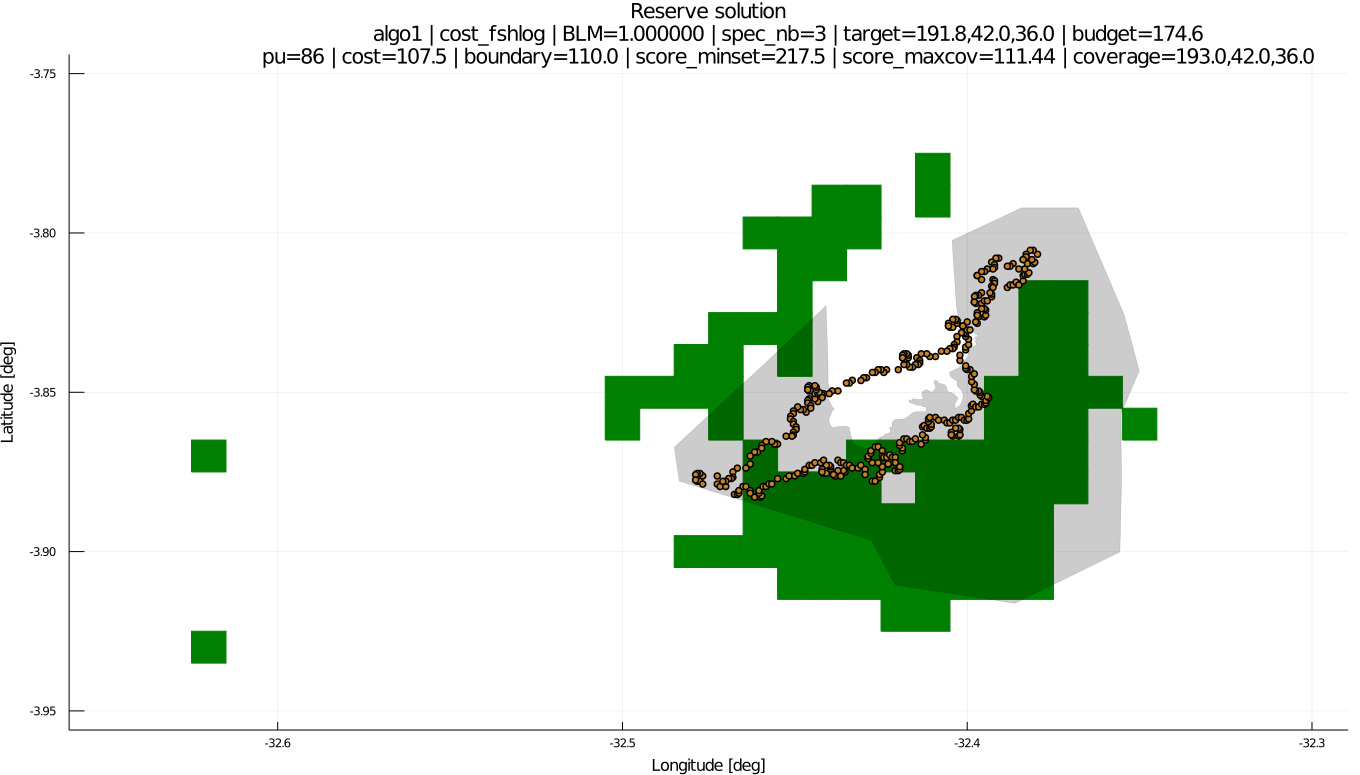 Reserve solution
algo1 | cost_fshlog | BLM=1.000000 | spec_nb=3 | target=191.8,42.0,36.0 | budget=174.6
pu=86 | cost=107.5 | boundary=110.0 | score_minset=217.5 | score_maxcov=111.44 | coverage=193.0,42.0,36.0
-3.75
-3.80
-3.85
-3.90
-3.95
Latitude [deg]
-32.6
-32.5
-32.4
-32.3
Longitude [deg]